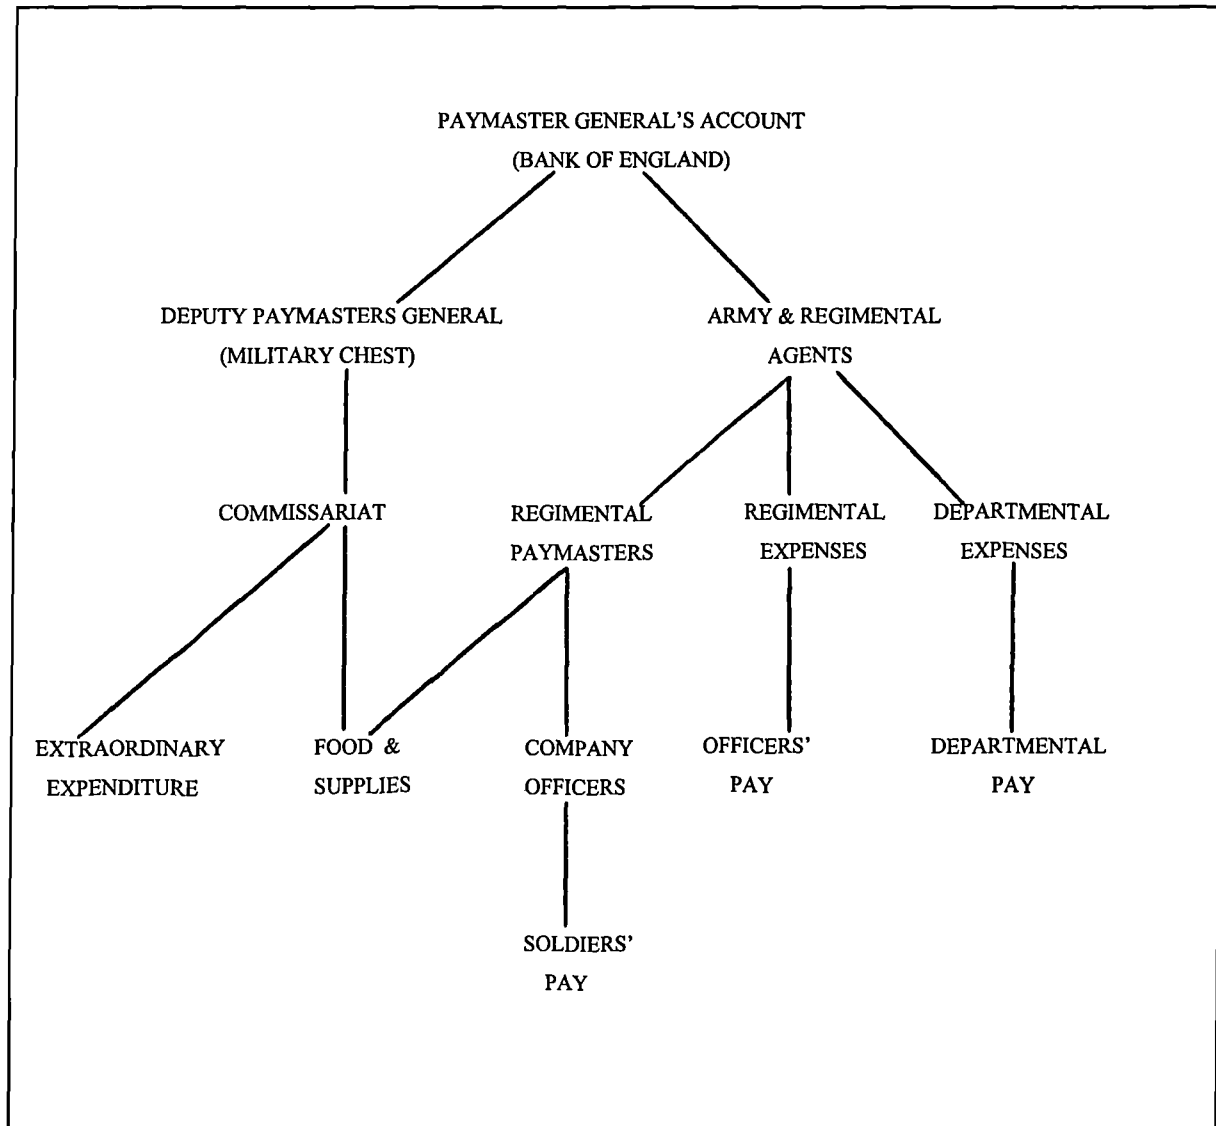 PAYMASTER GENERAL'S ACCOUNT
(BANK OF ENGLAND)
DEPUTY PAYMASTERS GENERAL
(MILITARY CHEST)
ARMY & REGIMENTAL
AGENTS
COMMISSARIAT
REGIMENTAL
PAYMASTERS
REGIMENTAL
EXPENSES
DEPARTMENTAL
EXPENSES
EXTRAORDINARY
EXPENDITURE
FOOD &
SUPPLIES
COMPANY
OFFICERS
OFFICERS'
PAY
DEPARTMENTAL
PAY
SOLDIERS'
PAY